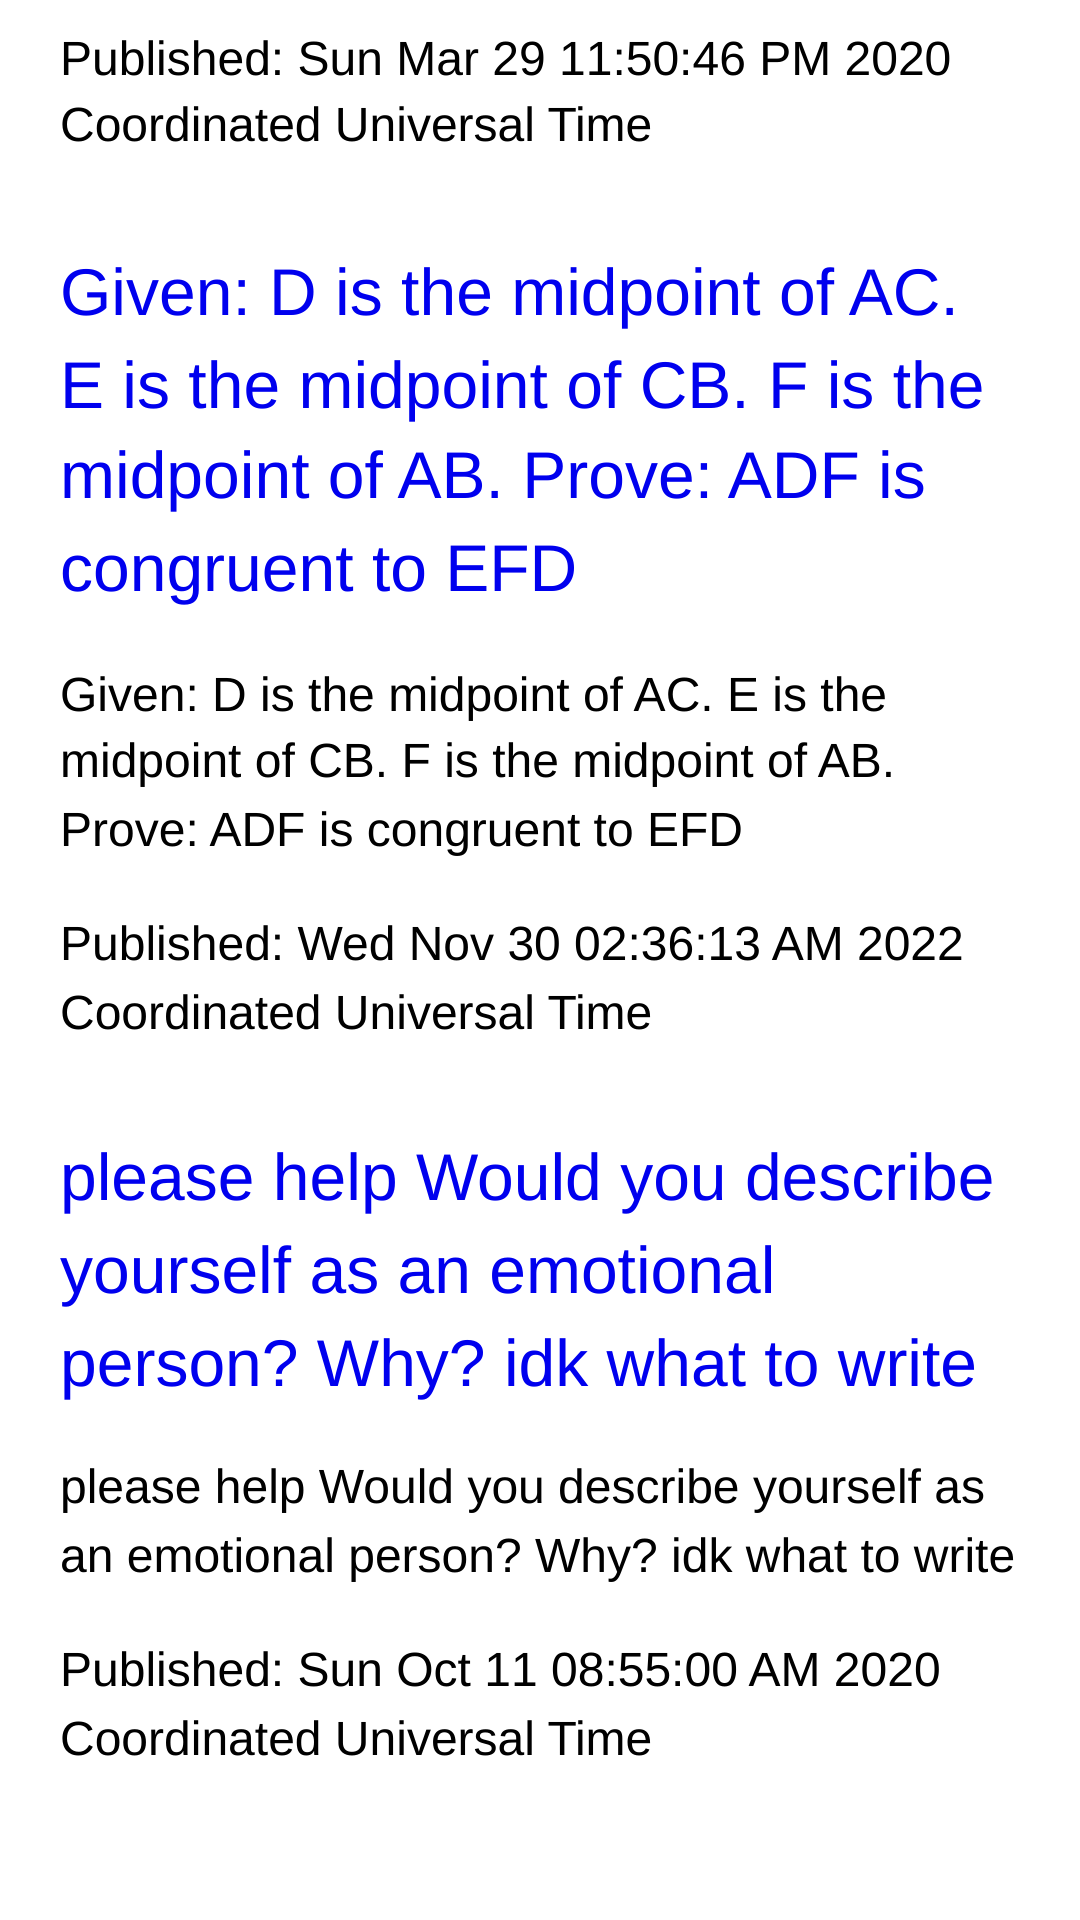 Published: Sun Mar 29 11:50:46 PM 2020
Coordinated Universal Time
Given: D is the midpoint of AC.
E is the midpoint of CB. F is the
midpoint of AB. Prove: ADF is
congruent to EFD
Given: D is the midpoint of AC. E is the
midpoint of CB. F is the midpoint of AB.
Prove: ADF is congruent to EFD
Published: Wed Nov 30 02:36:13 AM 2022
Coordinated Universal Time
please help Would you describe
yourself as an emotional
person? Why? idk what to write
please help Would you describe yourself as
an emotional person? Why? idk what to write
Published: Sun Oct 11 08:55:00 AM 2020
Coordinated Universal Time